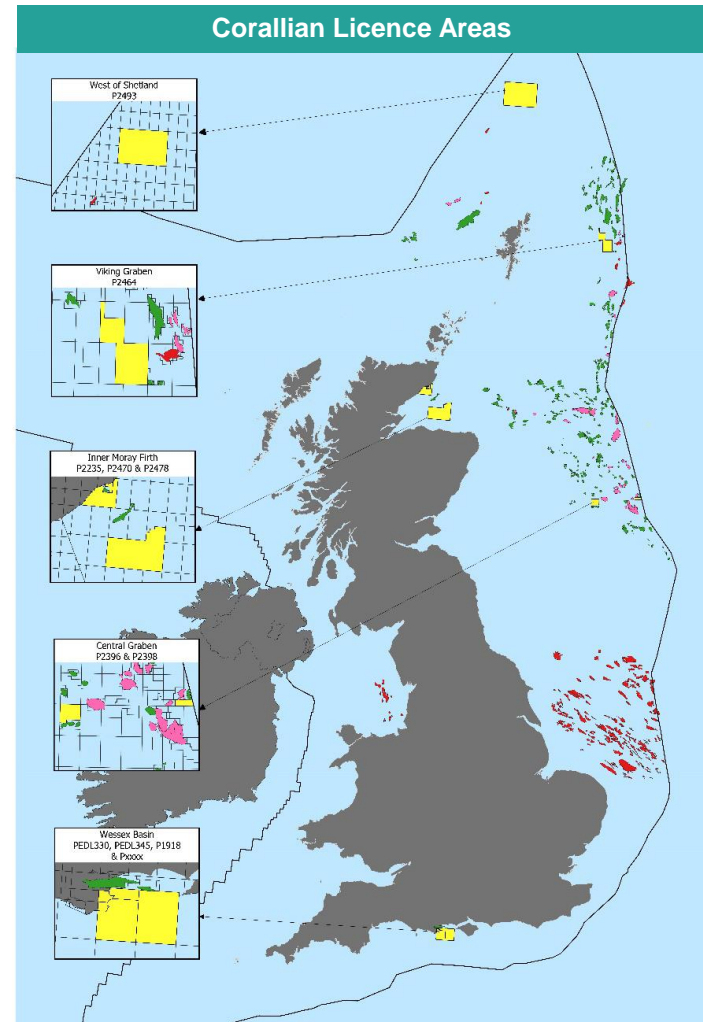 Corallian Licence Areas
West of Shetland
P2493
Viking Graben
P2464
Inner Moray Firth
P2235, P2470 & P2478
Central Graben
P2396 & P2398
Wessex Basin
PEDL330, PEDL345, P1918
& Pxxxx